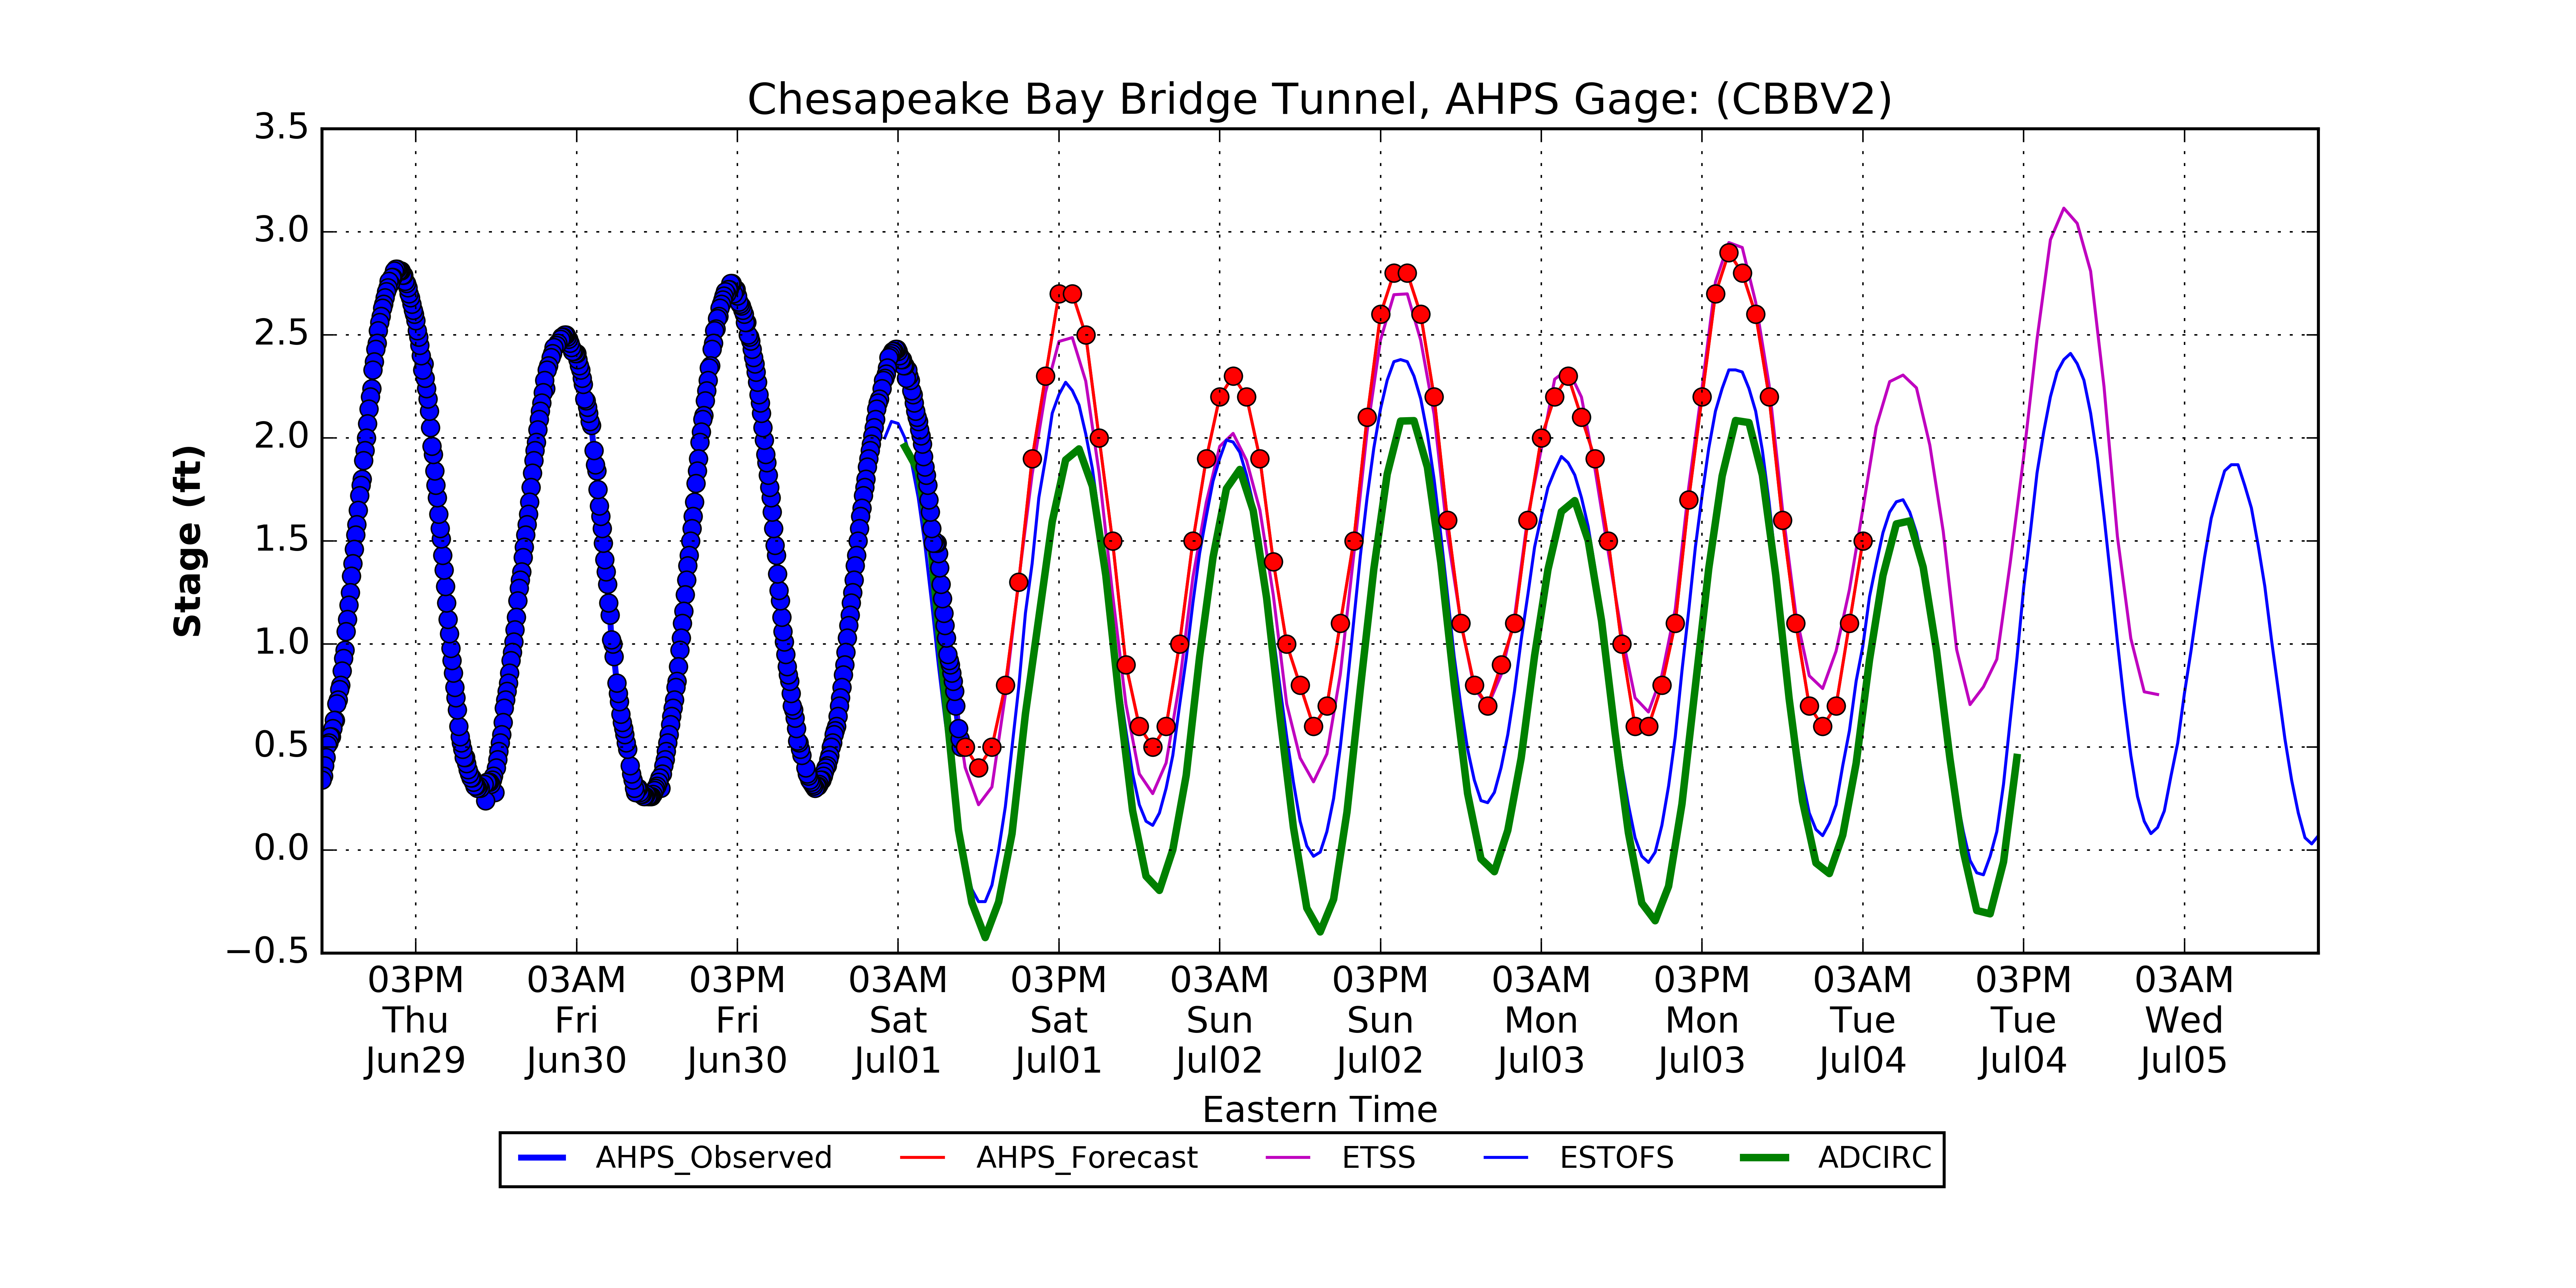 Chesapeake Bay Bridge Tunnel, AHPS Gage: (CBBV2)
3.5
3.0
2.5
2.0
1.5
1.0
0.5
0.0
−0.5
Stage (ft)
03PM 03AM 03PM 03AM 03PM 03AM 03PM 03AM 03PM 03AM 03PM 03AM
Thu Fri Fri Sat Sat Sun Sun Mon Mon Tue Tue Wed
Jun29 Jun30 Jun30 Jul01 Jul01 Jul02 Jul02 Jul03 Jul03 Jul04 Jul04 Jul05
Eastern Time
AHPS_Observed AHPS_Forecast ETSS ESTOFS ADCIRC